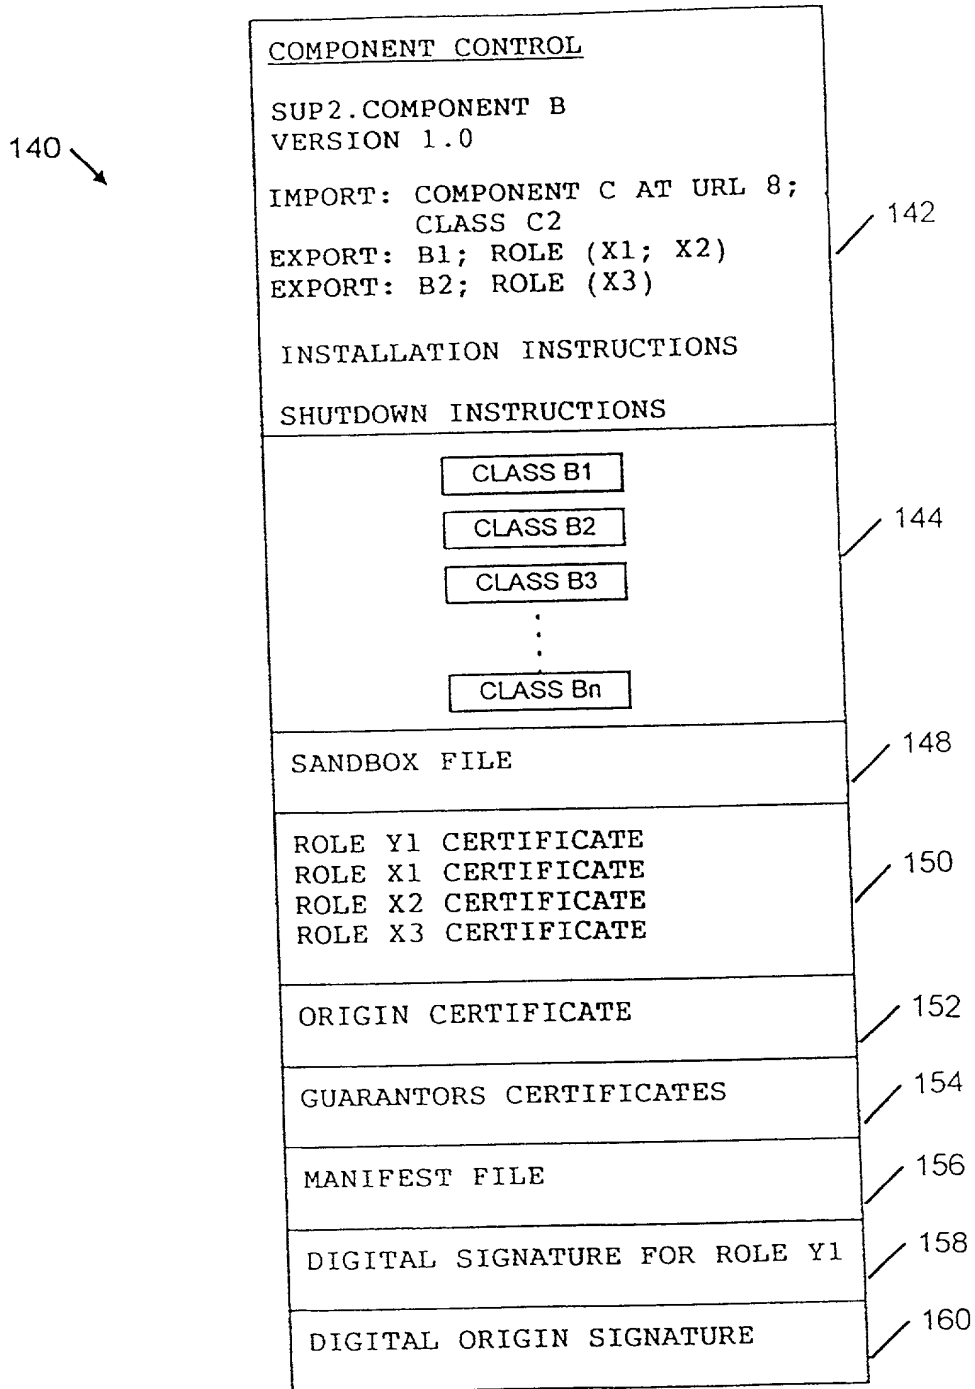 COMPONENT CONTROL
SUP2.COMPONENT B
VERSION 1.0
140
IMPORT: COMPONENT C AT URL 8;
CLASS C2
142
EXPORT: B1; ROLE (X1; X2)
EXPORT: B2; ROLE (X3)
INSTALLATION INSTRUCTIONS
SHUTDOWN INSTRUCTIONS
CLASS B1
CLASS B2
144
CLASS B3
CLASS Bn
SANDBOX FILE
148
ROLE Y1 CERTIFICATE
ROLE X1 CERTIFICATE
150
ROLE X2 CERTIFICATE
ROLE X3 CERTIFICATE
ORIGIN CERTIFICATE
152
GUARANTORS CERTIFICATES
154
MANIFEST FILE
156
DIGITAL SIGNATURE FOR ROLE Y1
158
DIGITAL ORIGIN SIGNATURE
160